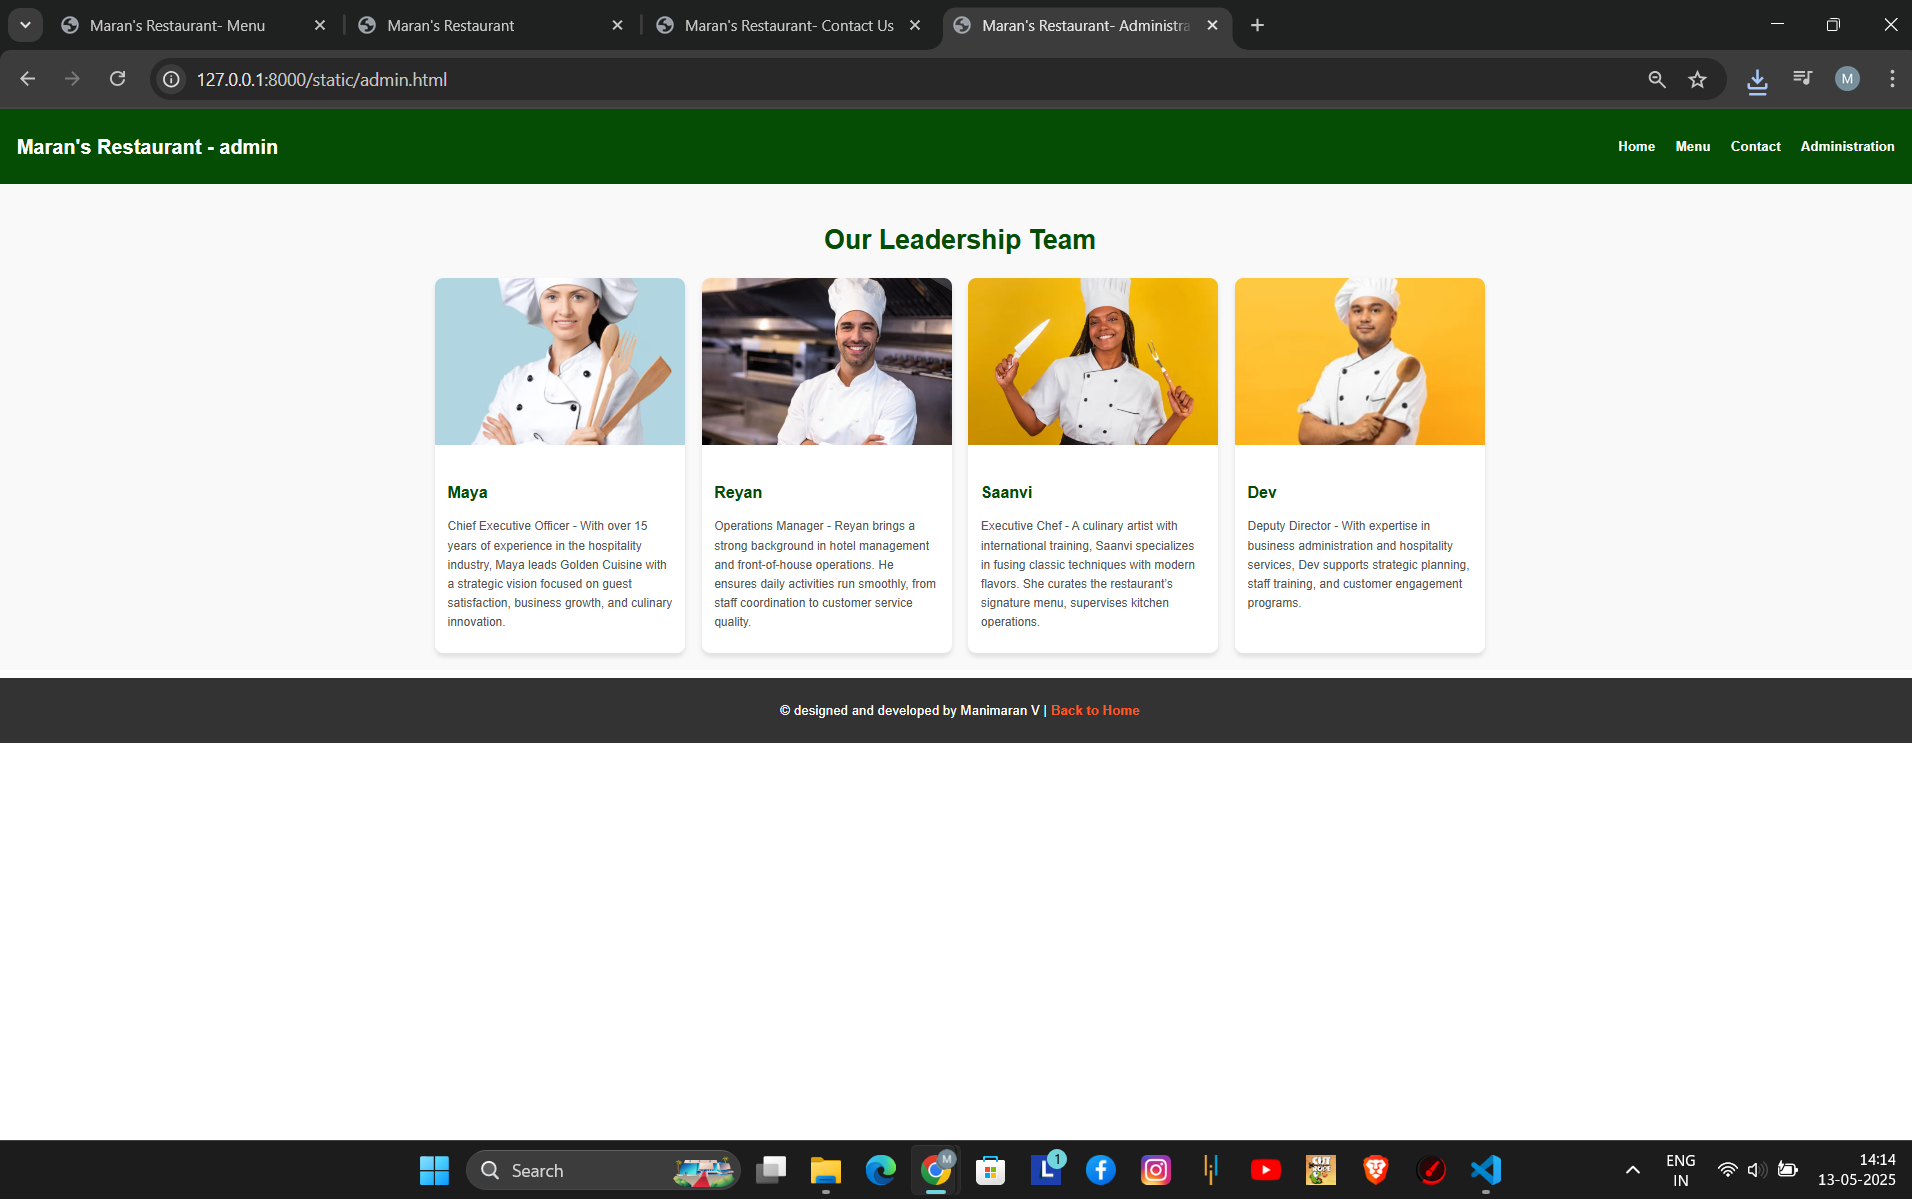 Maran's Restaurant- Menu
Maran's Restaurant
Maran's Restaurant- Contact Us
Maran's Restaurant- Administra
127.0.0.1:8000/static/admin.html
M
Maran's Restaurant - admin
Home
Menu
Contact
Administration
Our Leadership Team
Maya
Chief Executive Officer - With over 15
years of experience in the hospitality
industry, Maya leads Golden Cuisine with
a strategic vision focused on guest
satisfaction, business growth, and culinary
innovation.
Reyan
Operations Manager - Reyan brings a
strong background in hotel management
and front-of-house operations. He
ensures daily activities run smoothly, from
staff coordination to customer service
quality.
Saanvi
Executive Chef - A culinary artist with
international training, Saanvi specializes
in fusing classic techniques with modern
flavors. She curates the restaurant's
signature menu, supervises kitchen
operations.
Dev
Deputy Director - With expertise in
business administration and hospitality
services, Dev supports strategic planning,
staff training, and customer engagement
programs.
© designed and developed by Manimaran V | Back to Home
Search
M
L
1
ENG
IN
14:14
13-05-2025